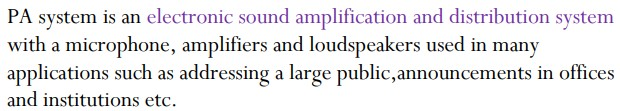 PA system is an electronic sound amplification and distribution system
with a microphone, amplifiers and loudspeakers used in many
applications such as addressing a large public,announcements in offices
and institutions etc.